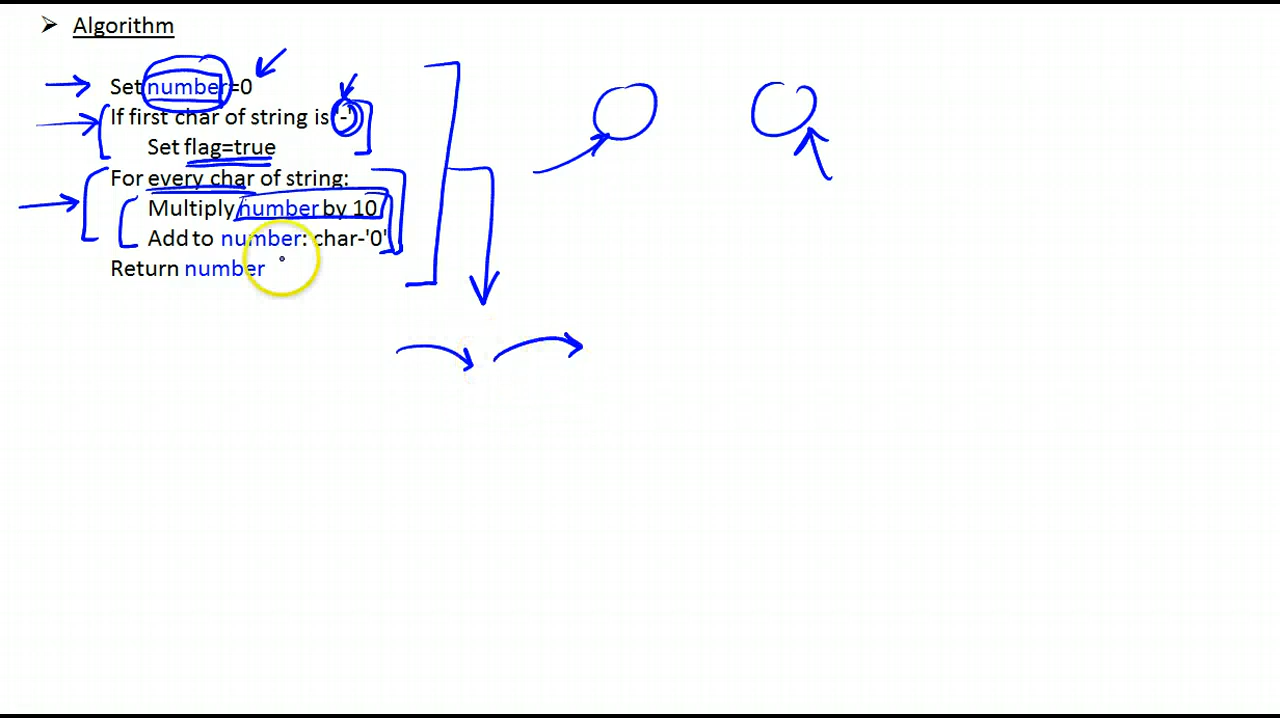 Algorithm
Set number=0
If first char of string is '-'
Set flag=true
For every char of string:
Multiply number by 10
Add to number: char-'0'
Return number